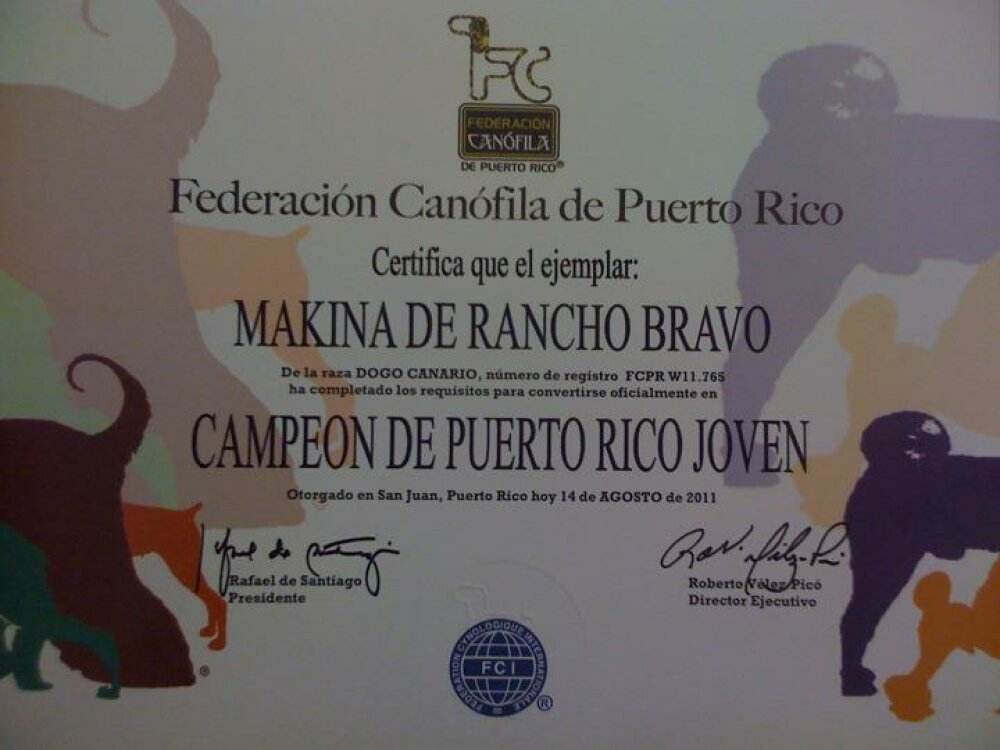 FC
FEDERACIÓN
CANÓFILA
DE PUERTO RICO®
Federación Canófila de Puerto Rico
Certifica que el ejemplar:
MAKINA DE RANCHO BRAVO
De la raza DOGO CANARIO, número de registro FCPR W11.765
ha completado los requisitos para convertirse oficialmente en
CAMPEON DE PUERTO RICO JOVEN
Otorgado en San Juan, Puerto Rico hoy 14 de AGOSTO de 2011
Rafael de Santiago
Presidente
Roberto Vélez-Picó
Director Ejecutivo
FEDERATION CYNOLOGIQUE INTERNATIONALE
FCI
®
®